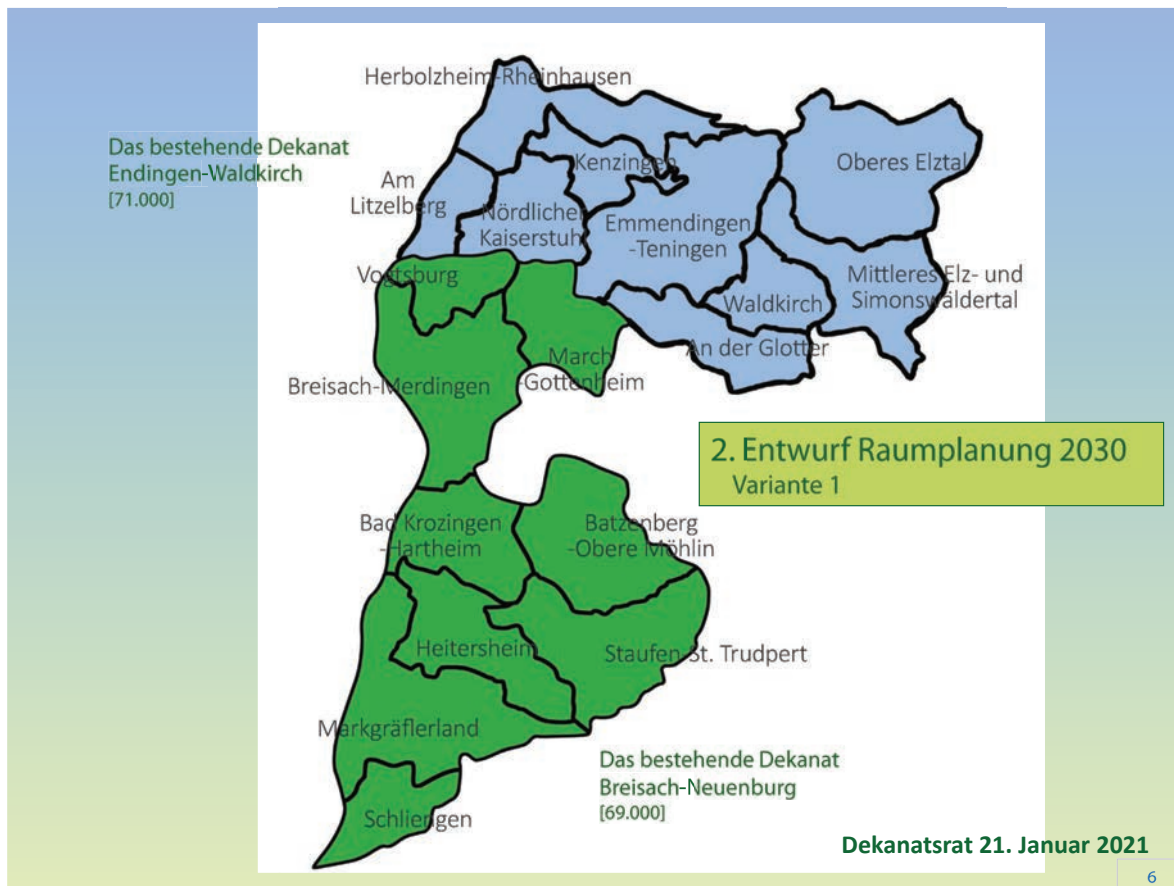 Herbolzheim-Rheinhausen
Das bestehende Dekanat
Endingen-Waldkirch
[71.000]
Am
Litzelberg
Kenzingen
Oberes Elztal
Nördlicher
Kaiserstuhl
Emmendingen
-Teningen
Vogtsburg
Mittleres Elz- und
Simonswäldertal
Waldkirch
An der Glotter
March
-Gottenheim
Breisach-Merdingen
2. Entwurf Raumplanung 2030
Variante 1
Bad Krozingen
-Hartheim
Batzenberg
-Obere Möhlin
Heitersheim
Staufen-St. Trudpert
Markgräflerland
Das bestehende Dekanat
Breisach-Neuenburg
[69.000]
Schliengen
Dekanatsrat 21. Januar 2021
6